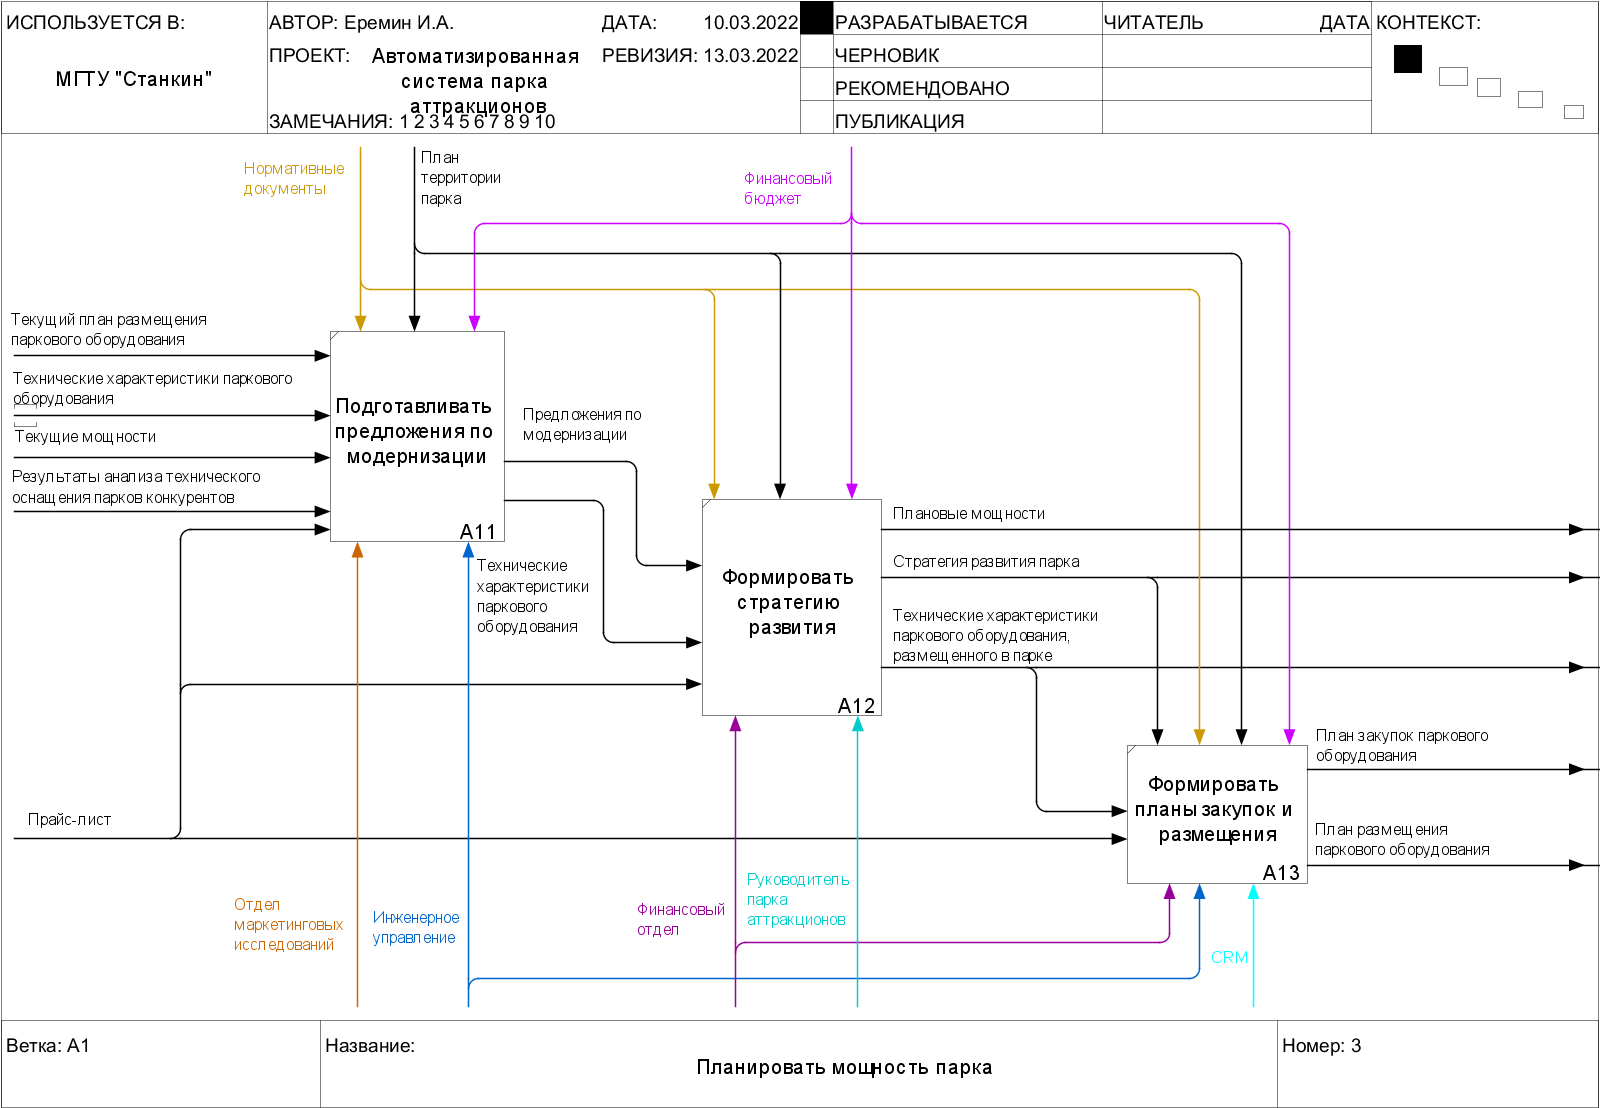 ИСПОЛЬЗУЕТСЯ В:
МГТУ "Станкин"
АВТОР: Еремин И.А.
ДАТА: 10.03.2022
ПРОЕКТ: Автоматизированная
система парка
аттракционов
РЕВИЗИЯ: 13.03.2022
ЗАМЕЧАНИЯ: 1 2 3 4 5 6 7 8 9 10
РАЗРАБАТЫВАЕТСЯ
ЧЕРНОВИК
РЕКОМЕНДОВАНО
ПУБЛИКАЦИЯ
ЧИТАТЕЛЬ
ДАТА
КОНТЕКСТ:
Нормативные
документы
План
территории
парка
Финансовый
бюджет
Текущий план размещения
паркового оборудования
Технические характеристики паркового
оборудования
Текущие мощности
Результаты анализа технического
оснащения парков конкурентов
Подготавливать
предложения по
модернизации
A11
Предложения по
модернизации
Технические
характеристики
паркового
оборудования
Формировать
стратегию
развития
A12
Плановые мощности
Стратегия развития парка
Технические характеристики
паркового оборудования,
размещенного в парке
Формировать
планы закупок и
размещения
A13
План закупок паркового
оборудования
План размещения
паркового оборудования
Прайс-лист
Отдел
маркетинговых
исследований
Инженерное
управление
Финансовый
отдел
Руководитель
парка
аттракционов
CRM
Ветка: A1
Название:
Планировать мощность парка
Номер: 3